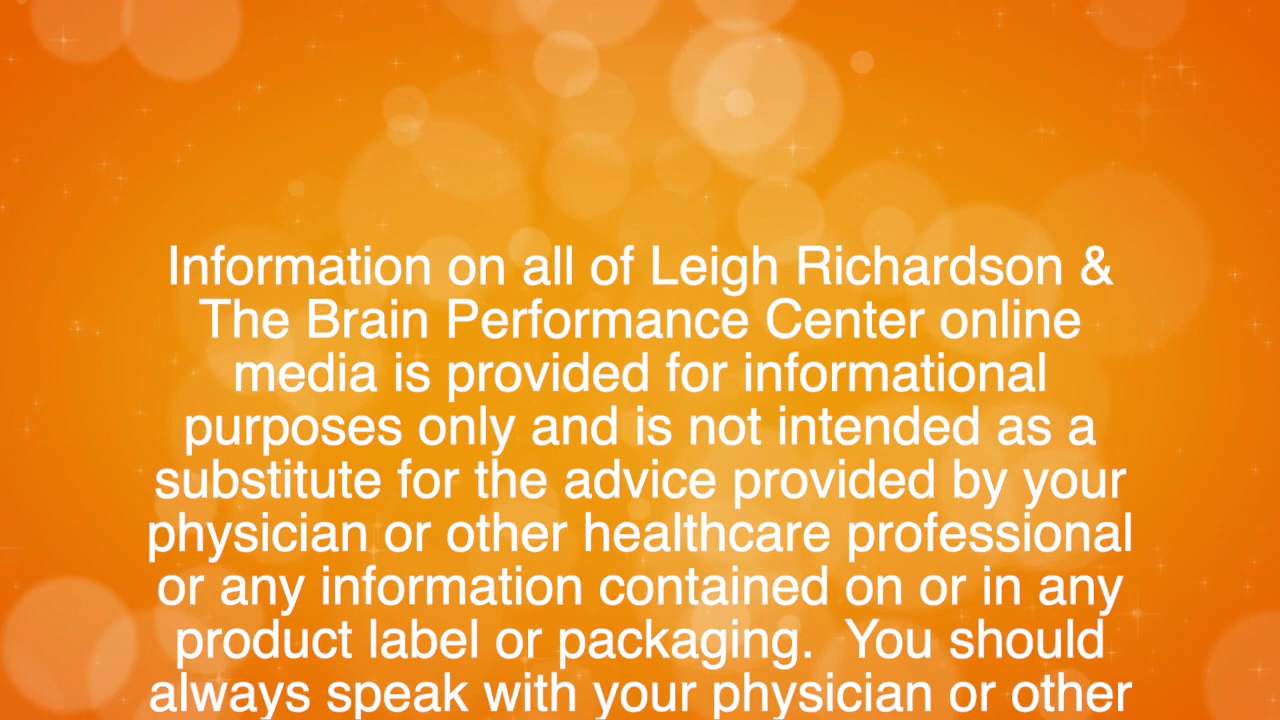 Information on all of Leigh Richardson &
The Brain Performance Center online
media is provided for informational
purposes only and is not intended as a
substitute for the advice provided by your
physician or other healthcare professional
or any information contained on or in any
product label or packaging.  You should
always speak with your physician or other